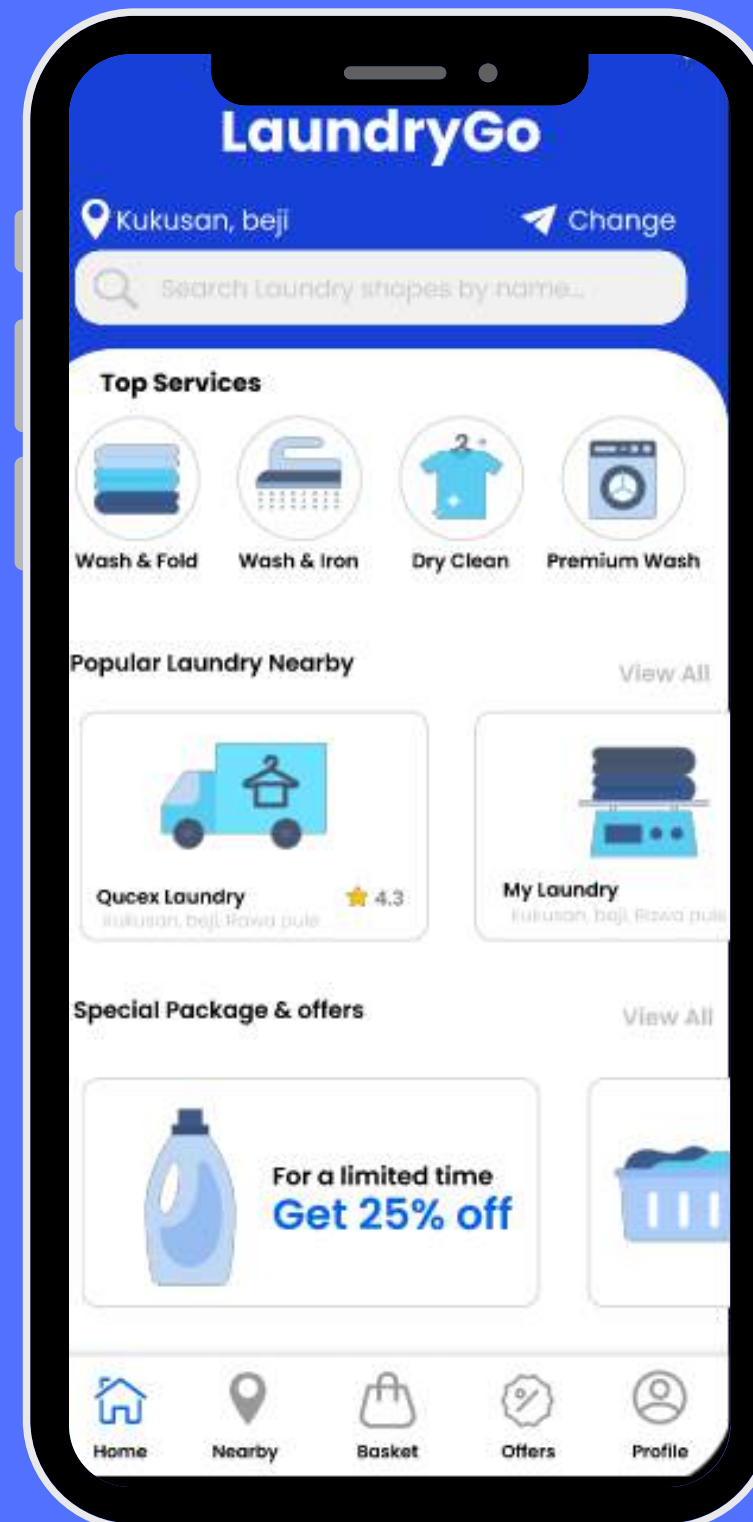 LaundryGo
Kukusan, beji
Change
Search Laundry shopes by name...
Top Services
Wash & Fold
Wash & Iron
Dry Clean
Premium Wash
Popular Laundry Nearby
View All
Qucex Laundry
4.3
Kukusan, beji, Rawa pule
My Laundry
Kukusan, beji, Rawa pule
Special Package & offers
View All
For a limited time
Get 25% off
Home
Nearby
Basket
Offers
Profile